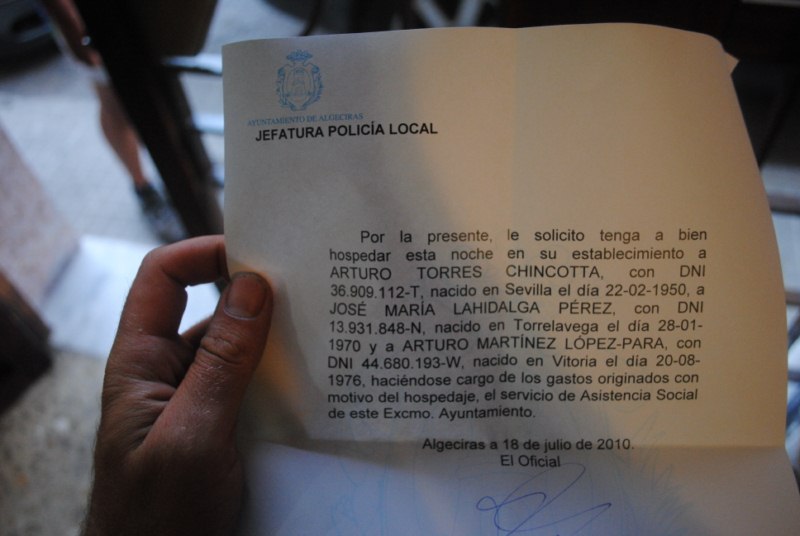 AYUNTAMIENTO DE ALGECIRAS
JEFATURA POLICÍA LOCAL
Por la presente, le solicito tenga a bien
hospedar esta noche en su establecimiento a
ARTURO TORRES CHINCOTTA, con DNI
36.909.112-T, nacido en Sevilla el día 22-02-1950, a
JOSÉ MARÍA LAHIDALGA PÉREZ, con DNI
13.931.848-N, nacido en Torrelavega el día 28-01-
1970 y a ARTURO MARTÍNEZ LÓPEZ-PARA, con
DNI 44.680.193-W, nacido en Vitoria el día 20-08-
1976, haciéndose cargo de los gastos originados con
motivo del hospedaje, el servicio de Asistencia Social
de este Excmo. Ayuntamiento.
Algeciras a 18 de julio de 2010.
El Oficial